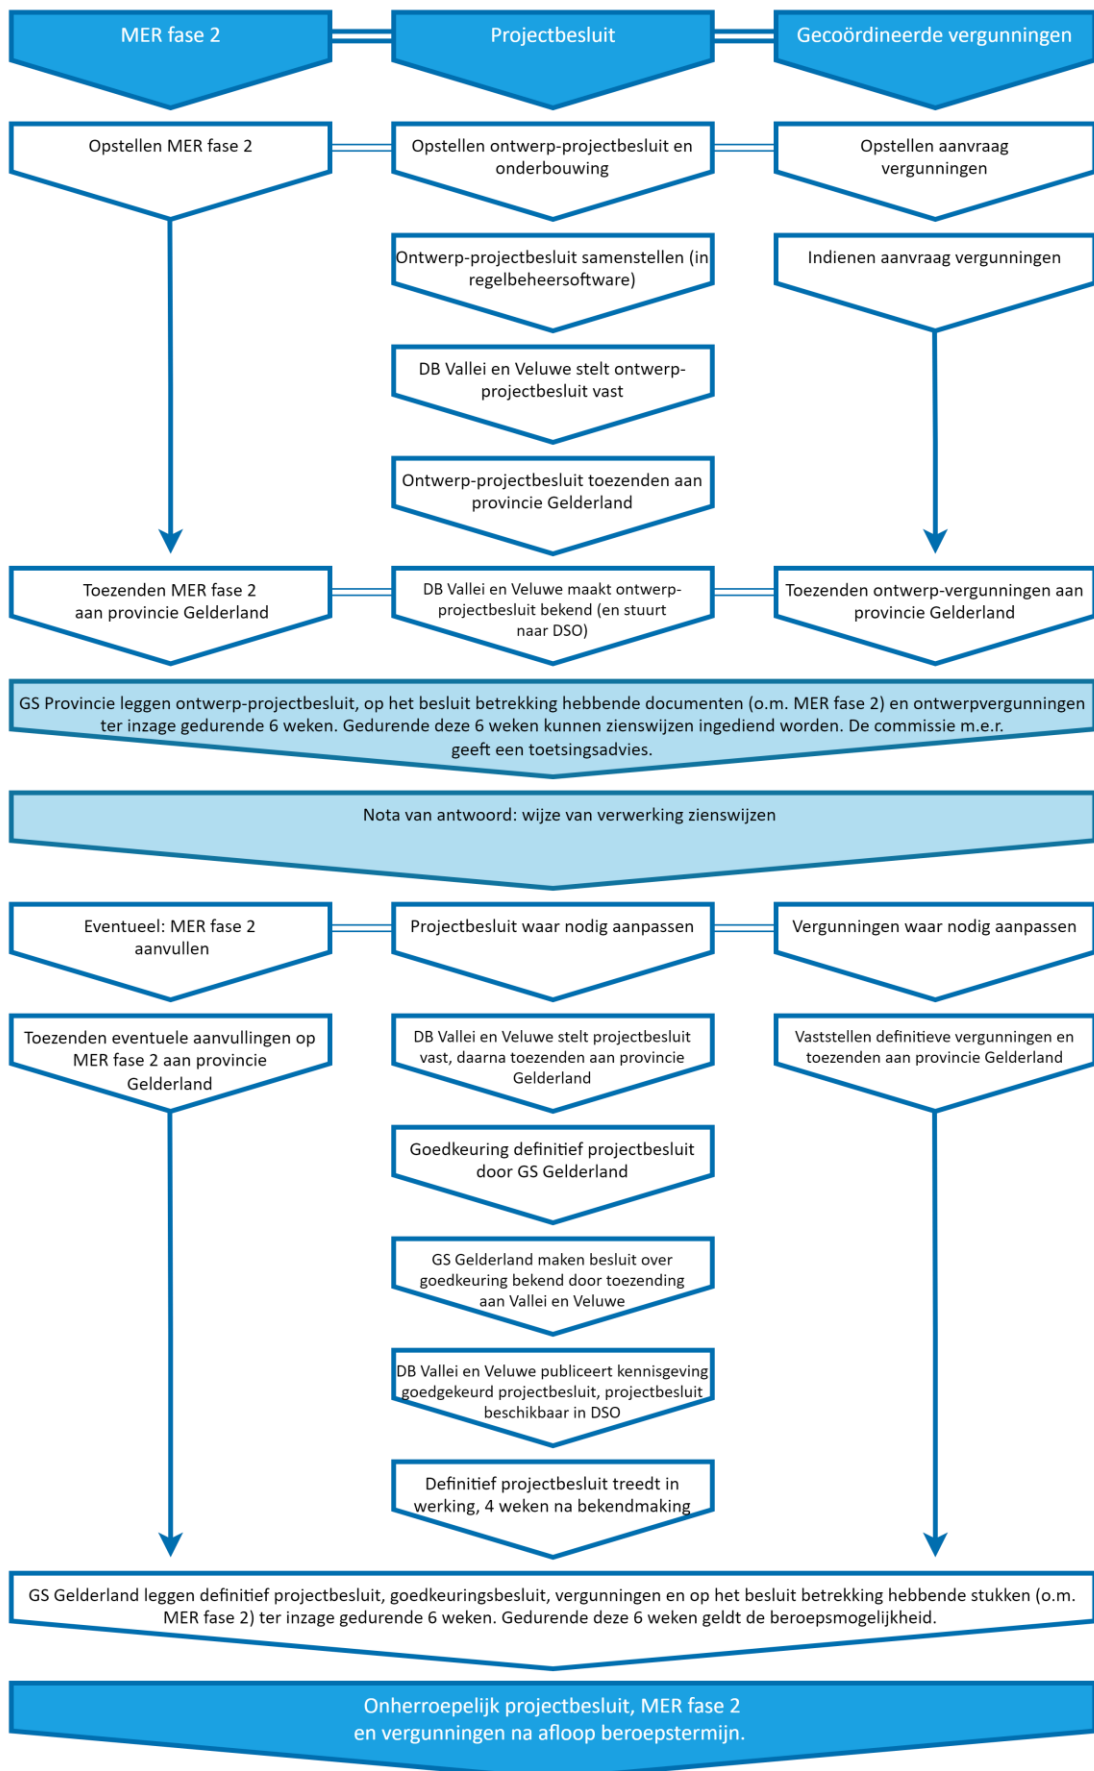 MER fase 2
Projectbesluit
Gecoördineerde vergunningen
Opstellen MER fase 2
Opstellen ontwerp-projectbesluit en
onderbouwing
Opstellen aanvraag
vergunningen
Ontwerp-projectbesluit samenstellen (in
regelbeheersoftware)
Indienen aanvraag vergunningen
DB Vallei en Veluwe stelt ontwerp-
projectbesluit vast
Ontwerp-projectbesluit toezenden aan
provincie Gelderland
Toezenden MER fase 2
aan provincie Gelderland
DB Vallei en Veluwe maakt ontwerp-
projectbesluit bekend (en stuurt
naar DSO)
Toezenden ontwerp-vergunningen aan
provincie Gelderland
GS Provincie leggen ontwerp-projectbesluit, op het besluit betrekking hebbende documenten (o.m. MER fase 2) en ontwerpvergunningen
ter inzage gedurende 6 weken. Gedurende deze 6 weken kunnen zienswijzen ingediend worden. De commissie m.e.r.
geeft een toetsingsadvies.
Nota van antwoord: wijze van verwerking zienswijzen
Eventueel: MER fase 2
aanvullen
Projectbesluit waar nodig aanpassen
Vergunningen waar nodig aanpassen
Toezenden eventuele aanvullingen op
MER fase 2 aan provincie
Gelderland
DB Vallei en Veluwe stelt projectbesluit
vast, daarna toezenden aan provincie
Gelderland
Vaststellen definitieve vergunningen en
toezenden aan provincie Gelderland
Goedkeuring definitief projectbesluit
door GS Gelderland
GS Gelderland maken besluit over
goedkeuring bekend door toezending
aan Vallei en Veluwe
DB Vallei en Veluwe publiceert kennisgeving
goedgekeurd projectbesluit, projectbesluit
beschikbaar in DSO
Definitief projectbesluit treedt in
werking, 4 weken na bekendmaking
GS Gelderland leggen definitief projectbesluit, goedkeuringsbesluit, vergunningen en op het besluit betrekking hebbende stukken (o.m.
MER fase 2) ter inzage gedurende 6 weken. Gedurende deze 6 weken geldt de beroepsmogelijkheid.
Onherroepelijk projectbesluit, MER fase 2
en vergunningen na afloop beroepstermijn.